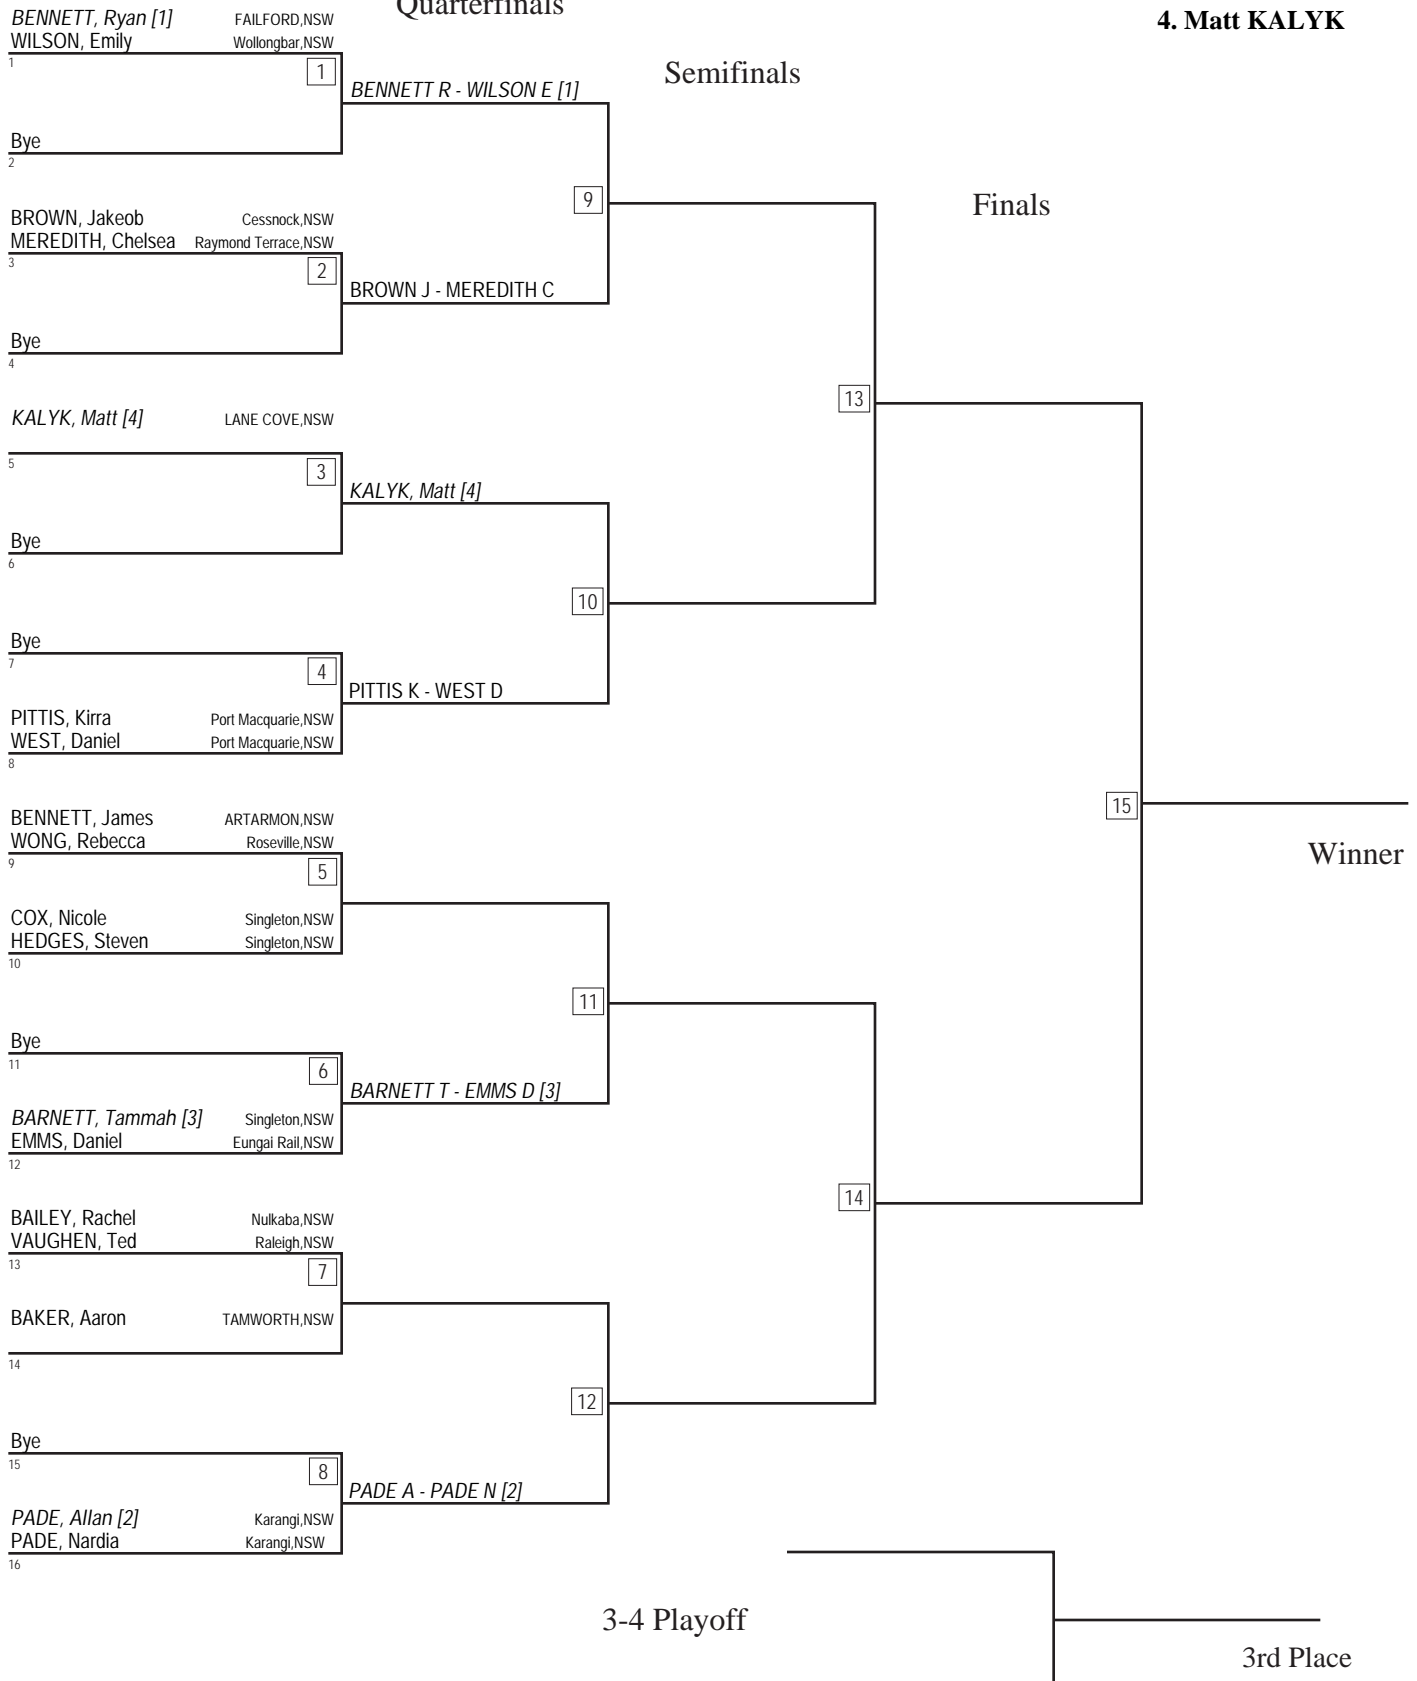 Quarterfinals
4. Matt KALYK
BENNETT, Ryan [1] FAILFORD,NSW
WILSON, Emily Wollongbar,NSW
1
1
Semifinals
BENNETT R - WILSON E [1]
Bye
2
9
Finals
BROWN, Jakeob Cessnock,NSW
MEREDITH, Chelsea Raymond Terrace,NSW
3
2
BROWN J - MEREDITH C
Bye
4
13
KALYK, Matt [4] LANE COVE,NSW
5
3
KALYK, Matt [4]
Bye
6
10
Bye
7
4
PITTIS K - WEST D
PITTIS, Kirra Port Macquarie,NSW
WEST, Daniel Port Macquarie,NSW
8
15
BENNETT, James ARTARMON,NSW
WONG, Rebecca Roseville,NSW
Winner
9
5
COX, Nicole Singleton,NSW
HEDGES, Steven Singleton,NSW
10
11
Bye
11
6
BARNETT T - EMMS D [3]
BARNETT, Tammah [3] Singleton,NSW
EMMS, Daniel Eungai Rail,NSW
12
14
BAILEY, Rachel Nulkaba,NSW
VAUGHEN, Ted Raleigh,NSW
13
7
BAKER, Aaron TAMWORTH,NSW
14
12
Bye
15
8
PADE A - PADE N [2]
PADE, Allan [2] Karangi,NSW
PADE, Nardia Karangi,NSW
16
3-4 Playoff
3rd Place